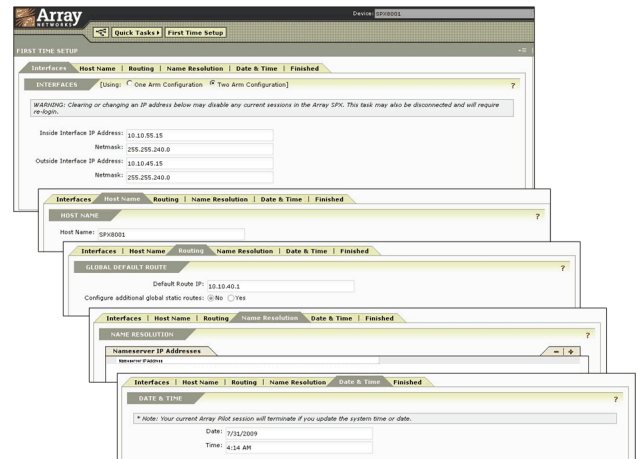 Array
NETWORKS
Device: SPX8001
Quick Tasks
First Time Setup
FIRST TIME SETUP
Interfaces | Host Name | Routing | Name Resolution | Date & Time | Finished
INTERFACES [Using: One Arm Configuration Two Arm Configuration] ?
WARNING: Clearing or changing an IP address below may disable any current sessions in the Array SPX. This task may also be disconnected and will require
re-login.
Inside Interface IP Address: 10.10.55.15
Netmask: 255.255.240.0
Outside Interface IP Address: 10.10.45.15
Netmask: 255.255.240.0
Interfaces Host Name Routing | Name Resolution | Date & Time | Finished
HOST NAME ?
Host Name: SPX8001
Interfaces | Host Name Routing Name Resolution | Date & Time | Finished
GLOBAL DEFAULT ROUTE ?
Default Route IP: 10.10.40.1
Configure additional global static routes: No Yes
Interfaces | Host Name | Routing Name Resolution Date & Time | Finished
NAME RESOLUTION ?
Nameserver IP Addresses - | +
Nameserver IP Address
Interfaces | Host Name | Routing | Name Resolution Date & Time Finished
DATE & TIME ?
* Note: Your current Array Pilot session will terminate if you update the system time or date.
Date: 7/31/2009
Time: 4:14 AM